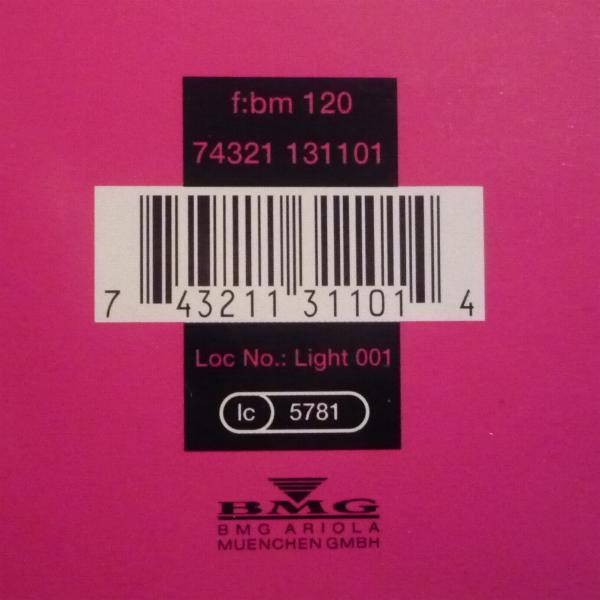 f:bm 120
74321 131101
7 43211 31101 4
Loc No.: Light 001
lc 5781
BMG
BMG ARIOLA
MUENCHEN GMBH